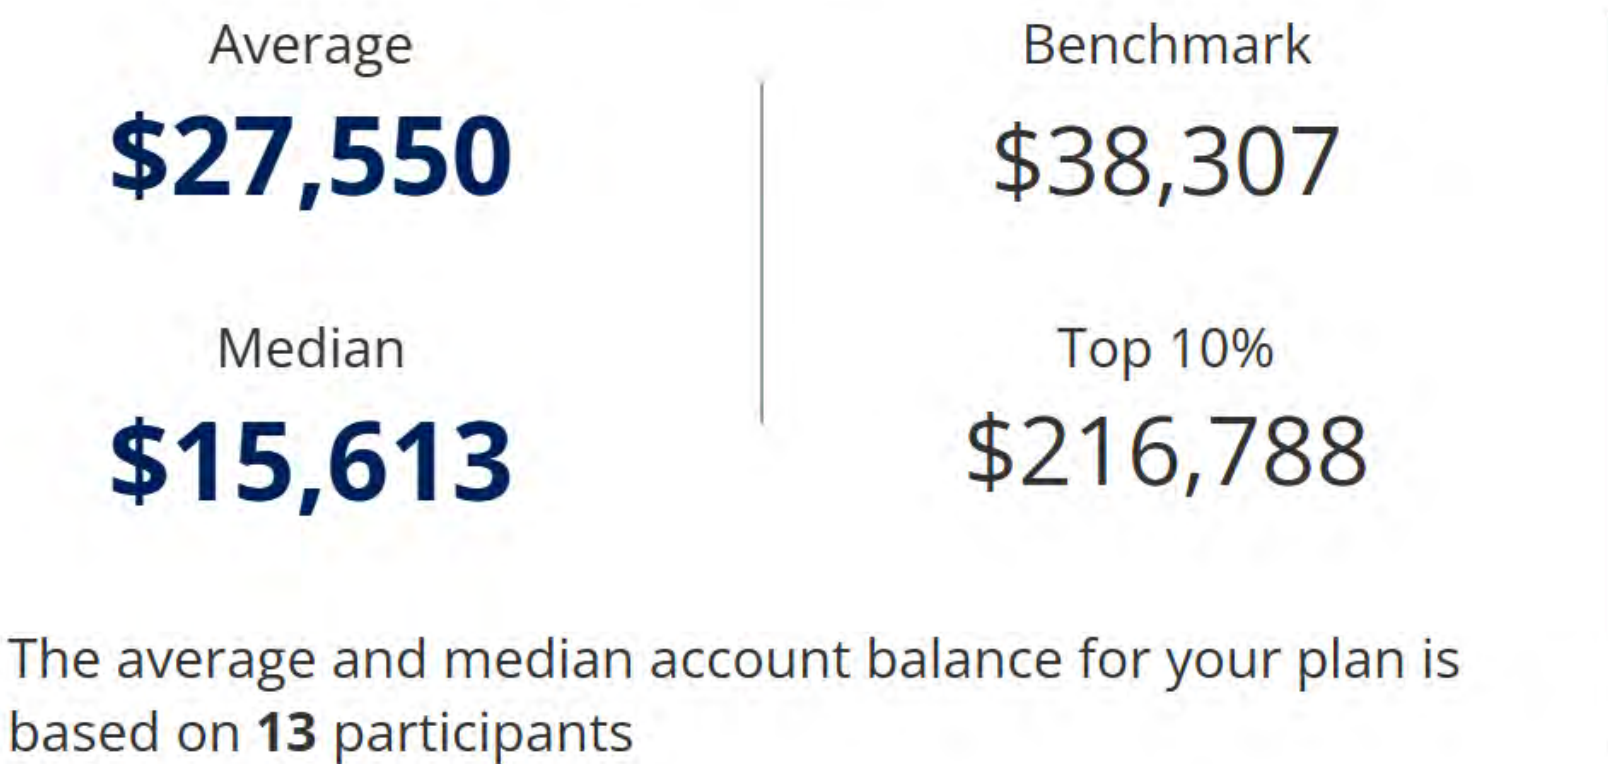 Average
$27,550
Median
$15,613
Benchmark
$38,307
Top 10%
$216,788
The average and median account balance for your plan is
based on 13 participants